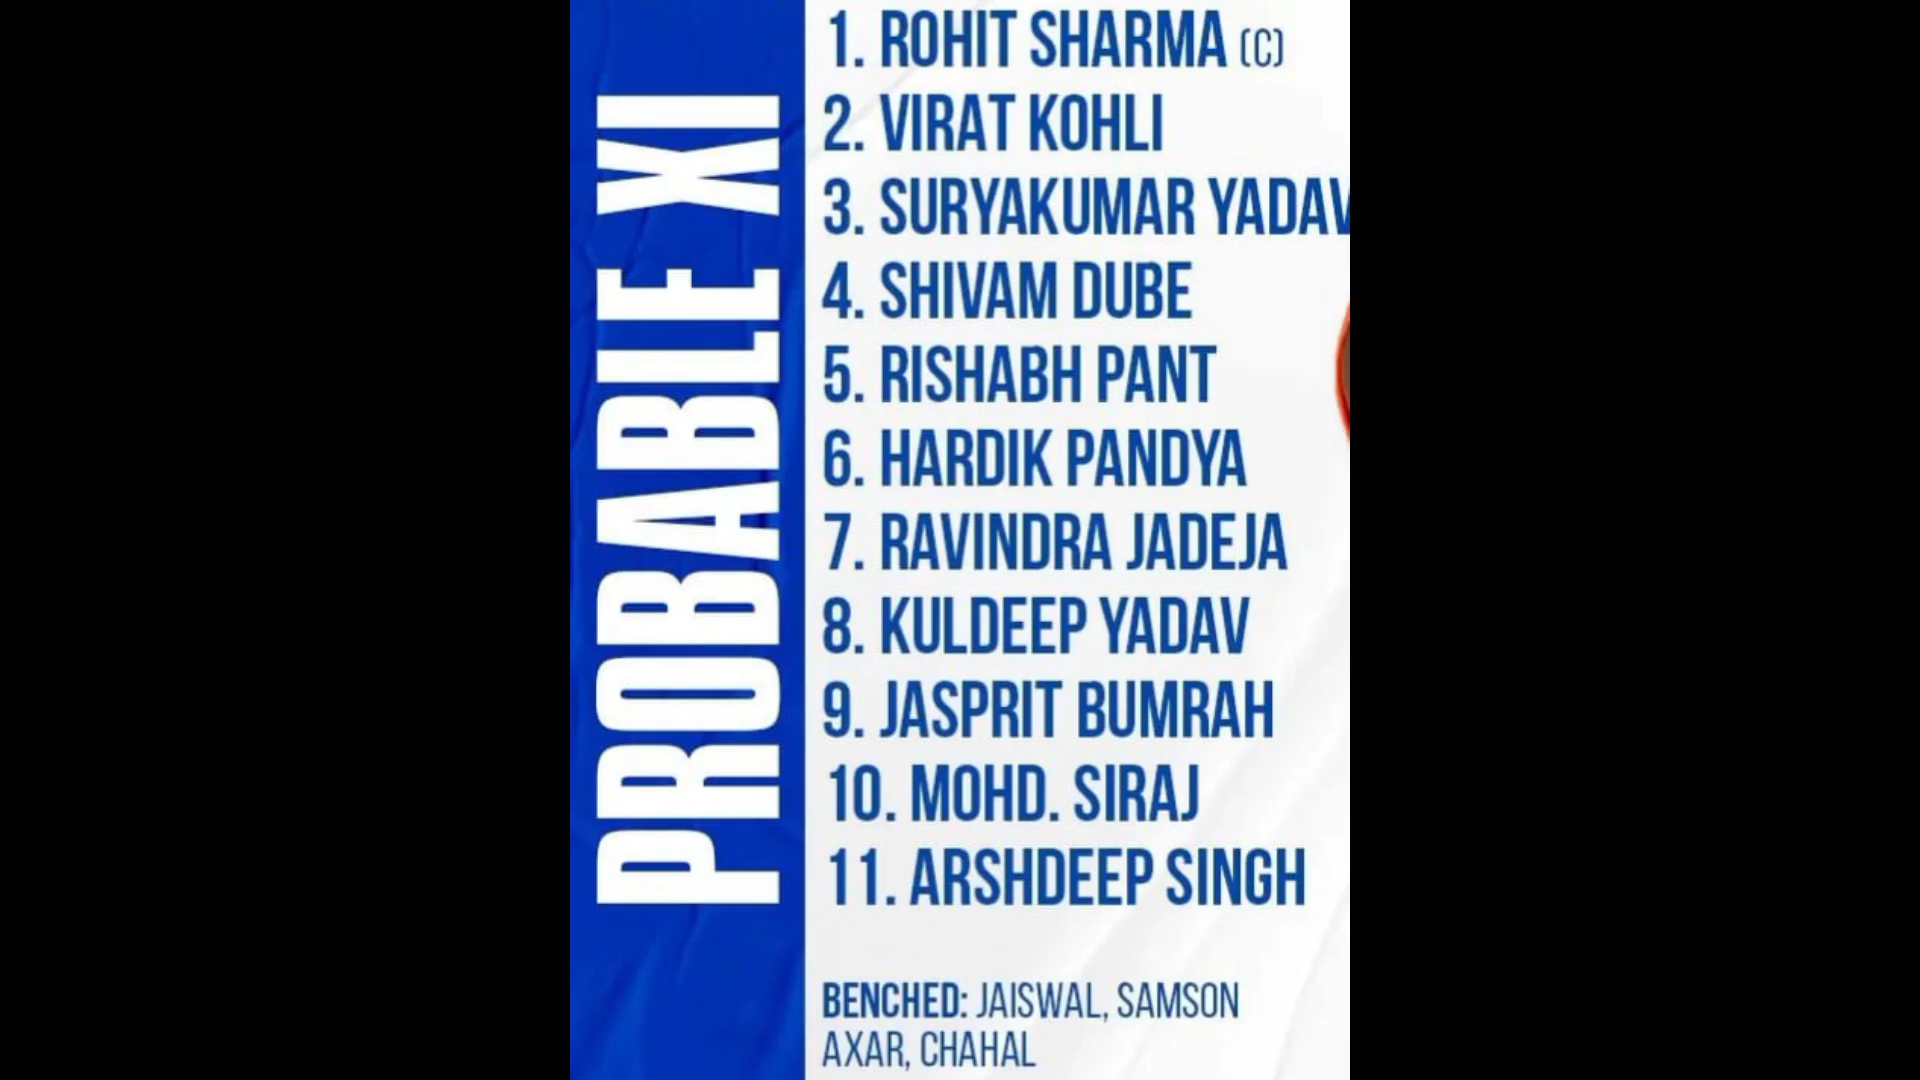 PROBABLE XI
1. ROHIT SHARMA (C)
2. VIRAT KOHLI
3. SURYAKUMAR YADAV
4. SHIVAM DUBE
5. RISHABH PANT
6. HARDIK PANDYA
7. RAVINDRA JADEJA
8. KULDEEP YADAV
9. JASPRIT BUMRAH
10. MOHD. SIRAJ
11. ARSHDEEP SINGH
BENCHED: JAISWAL, SAMSON
AXAR, CHAHAL